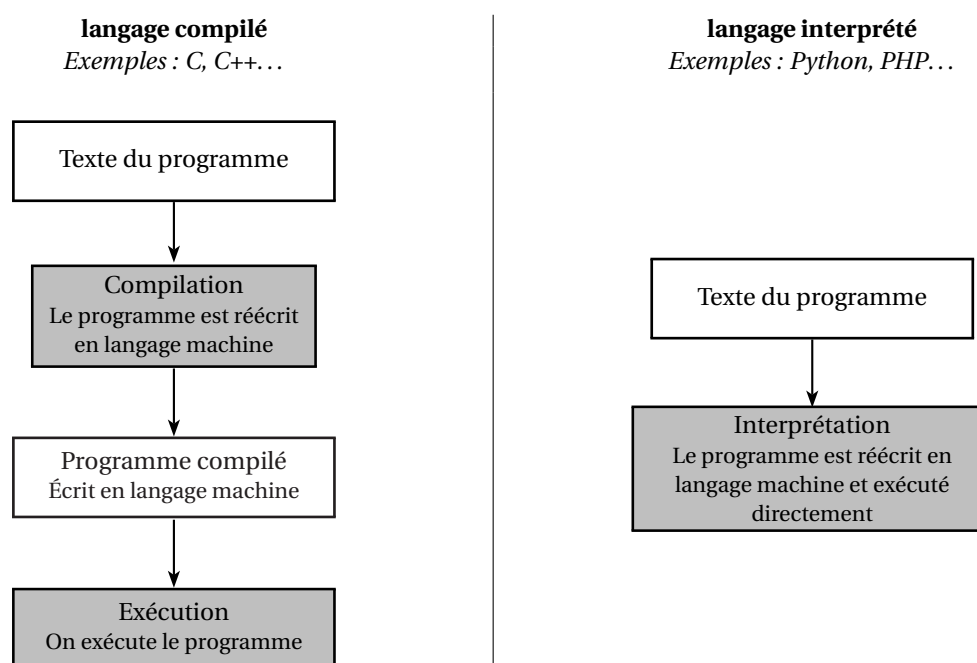 langage compilé
Exemples : C, C++…
Texte du programme
Compilation
Le programme est réécrit
en langage machine
Programme compilé
Écrit en langage machine
Exécution
On exécute le programme
langage interprété
Exemples : Python, PHP…
Texte du programme
Interprétation
Le programme est réécrit en
langage machine et exécuté
directement